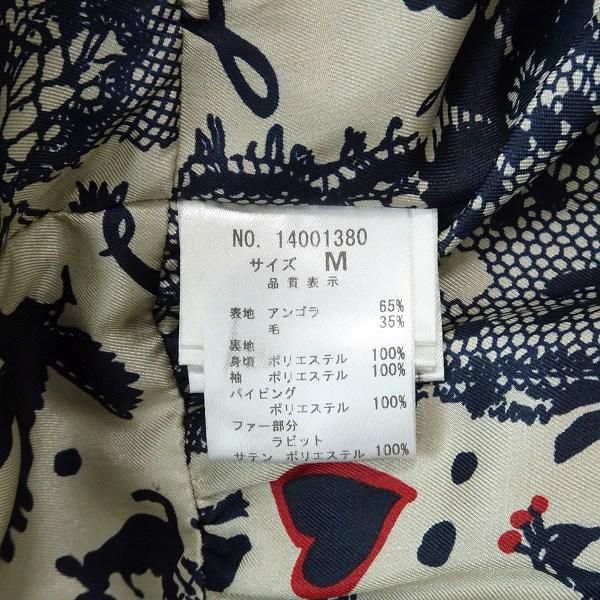 NO. 14001380
サイズ M
品質表示
表地 アンゴラ 65%
毛 35%
裏地
身頃 ポリエステル 100%
袖 ポリエステル 100%
パイピング
ポリエステル 100%
ファー部分
ラビット
サテン ポリエステル 100%